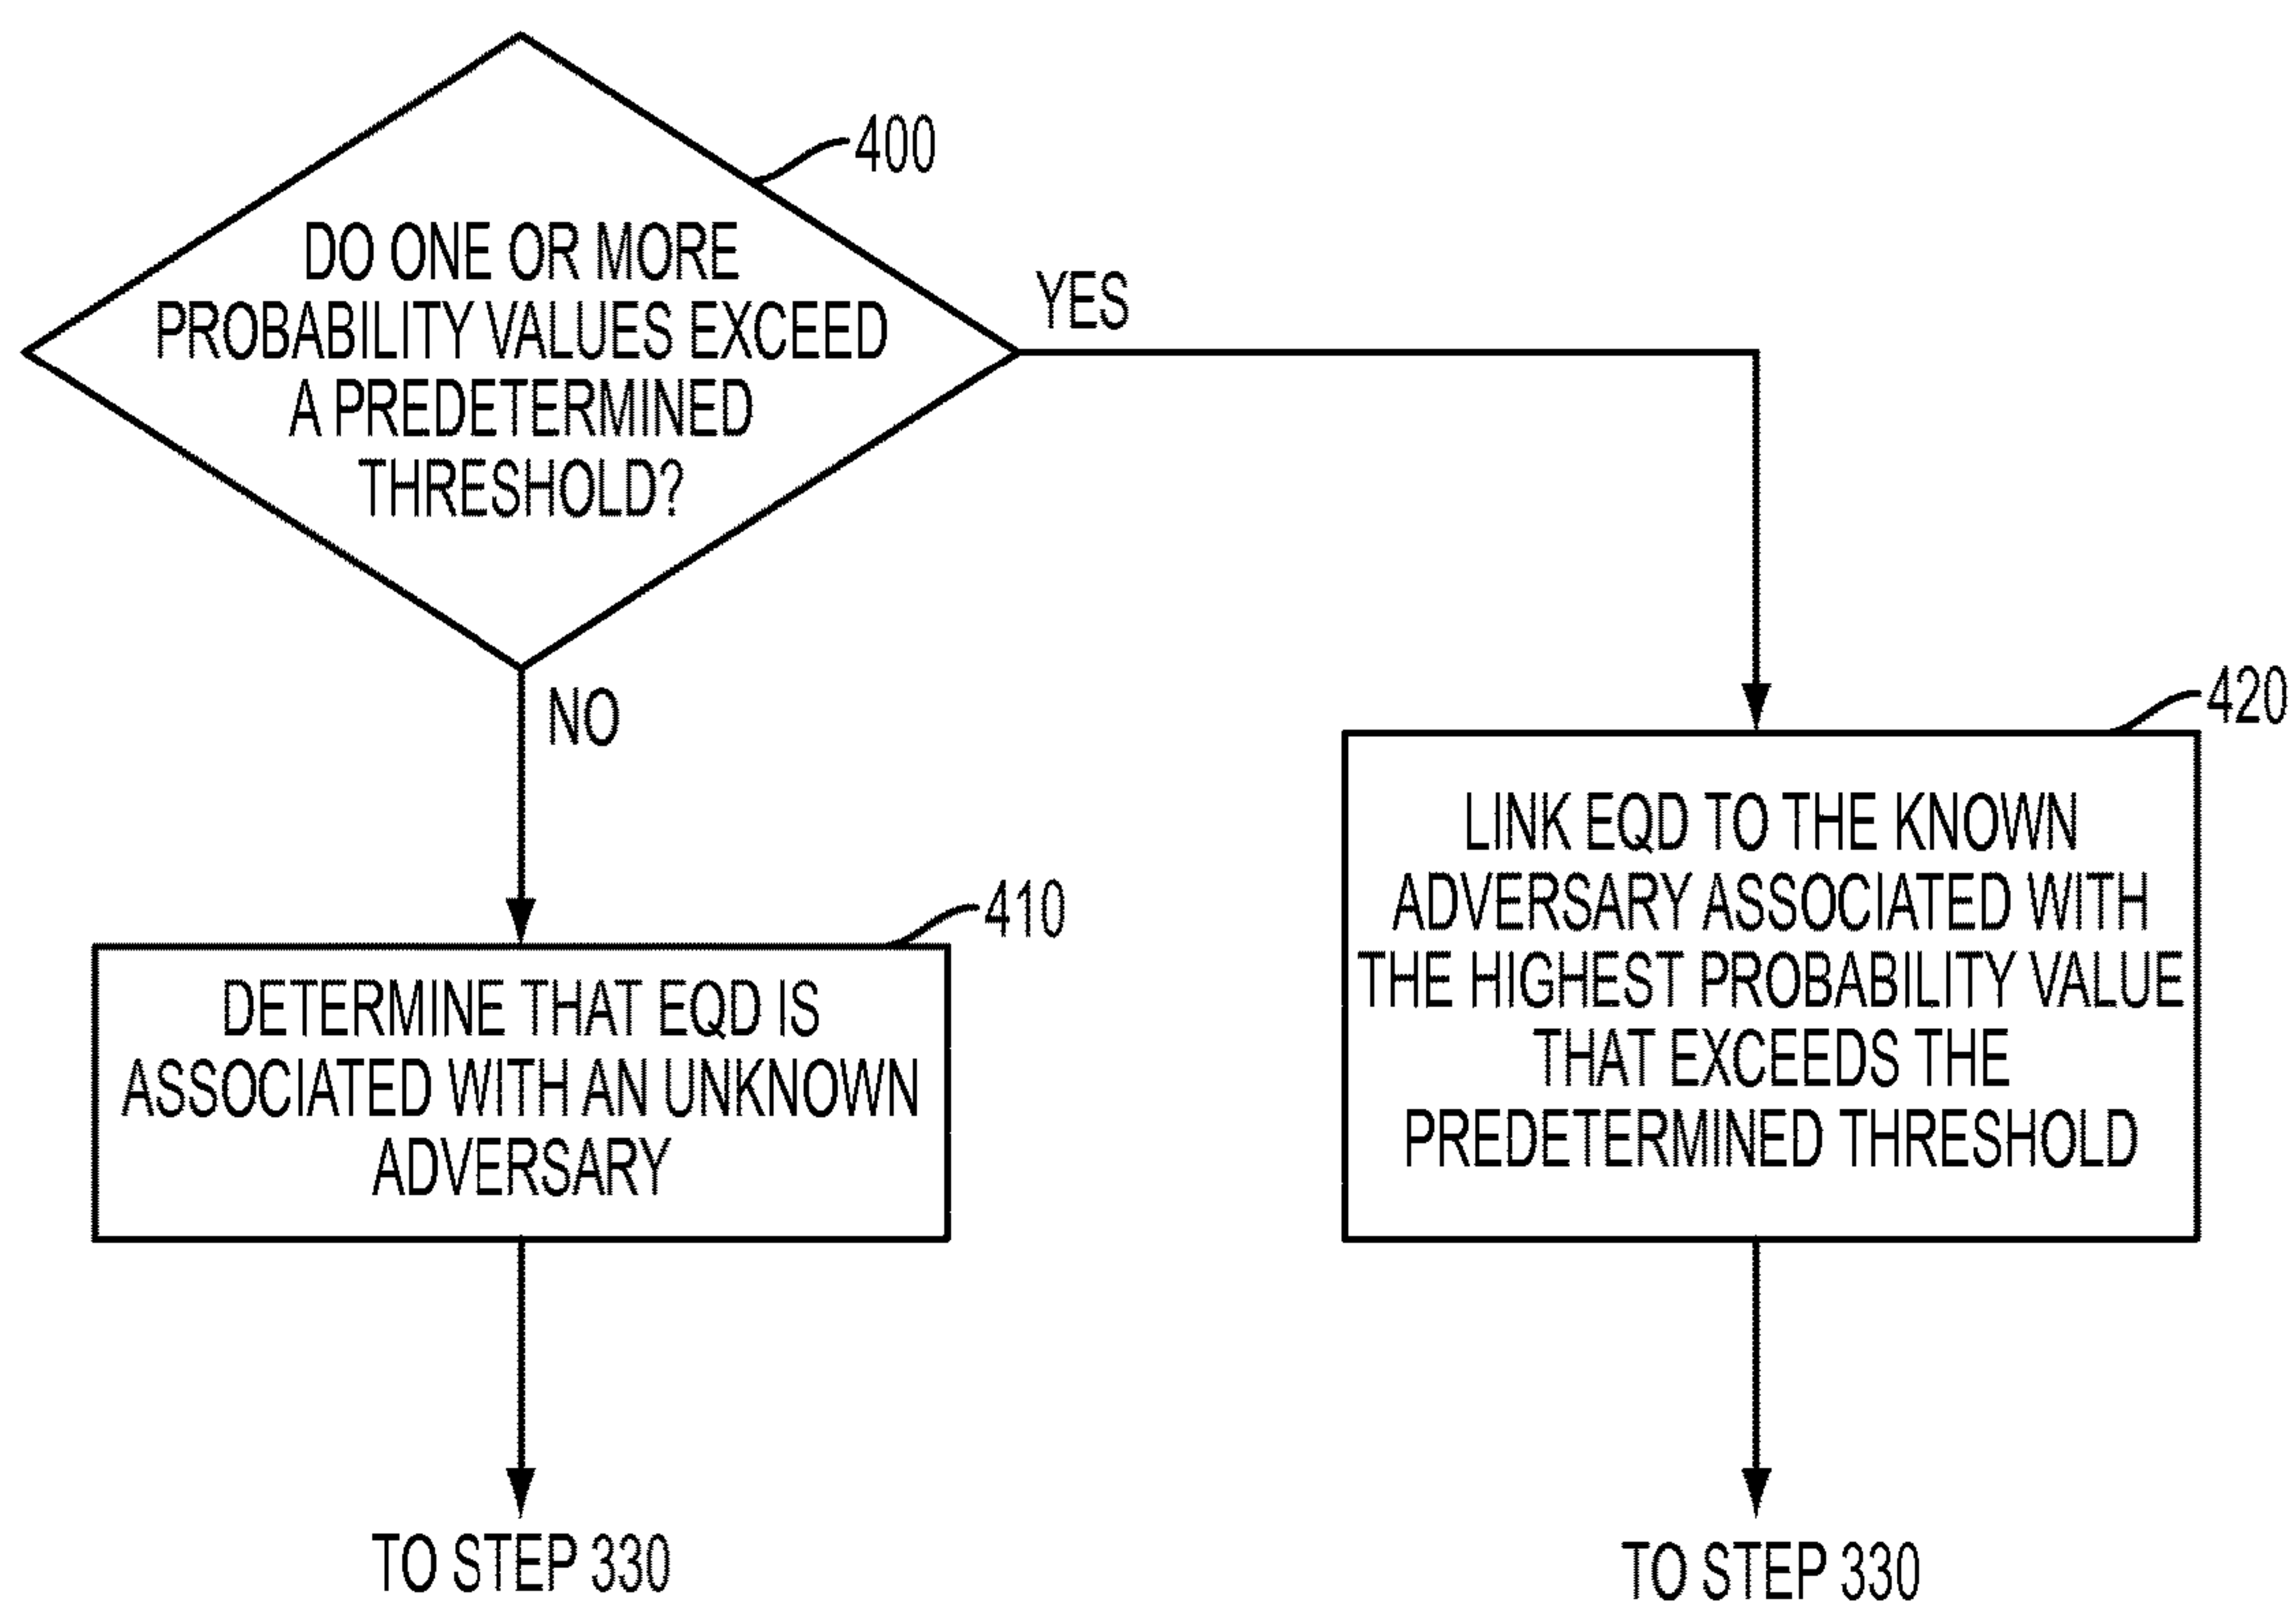 400
DO ONE OR MORE
PROBABILITY VALUES EXCEED
A PREDETERMINED
THRESHOLD?
YES
NO
410
DETERMINE THAT EQD IS
ASSOCIATED WITH AN UNKNOWN
ADVERSARY
TO STEP 330
420
LINK EQD TO THE KNOWN
ADVERSARY ASSOCIATED WITH
THE HIGHEST PROBABILITY VALUE
THAT EXCEEDS THE
PREDETERMINED THRESHOLD
TO STEP 330